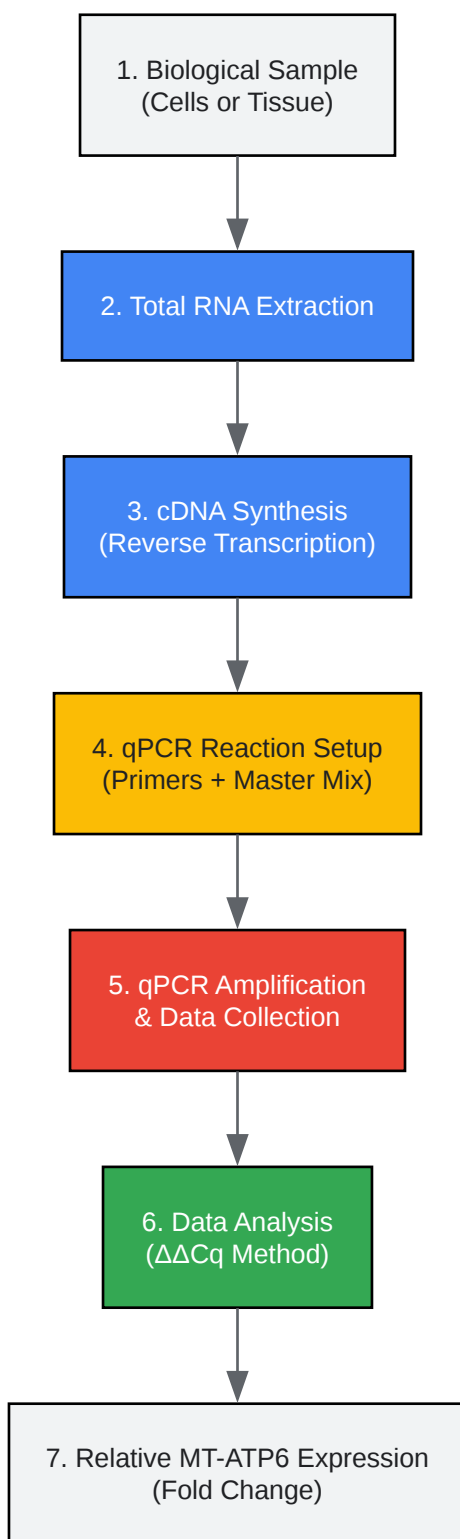 1. Biological Sample
(Cells or Tissue)
2. Total RNA Extraction
3. cDNA Synthesis
(Reverse Transcription)
4. qPCR Reaction Setup
(Primers + Master Mix)
5. qPCR Amplification
& Data Collection
6. Data Analysis
(ΔΔCq Method)
7. Relative MT-ATP6 Expression
(Fold Change)